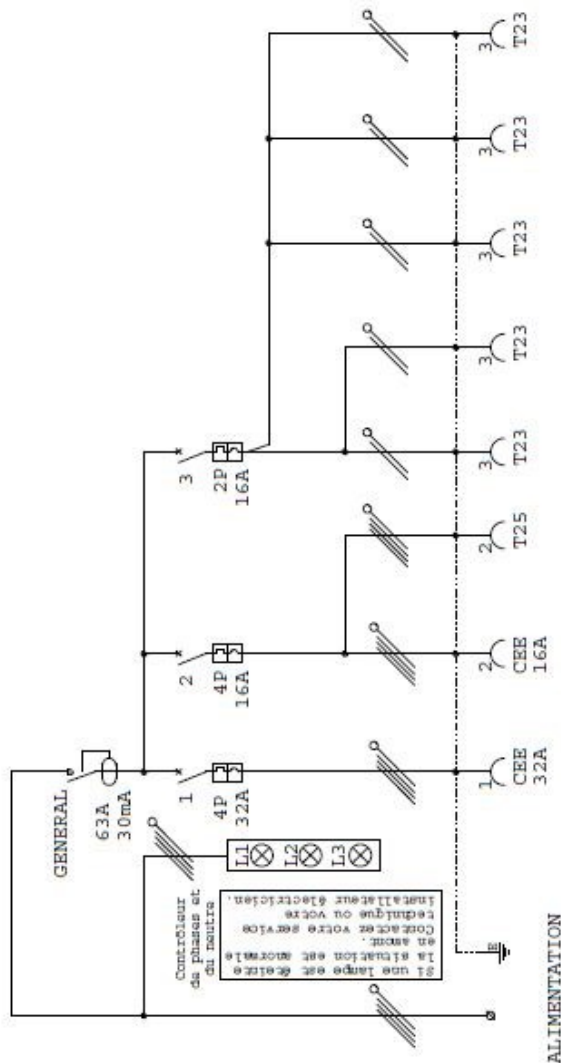 GENERAL
63A
30mA
1
4P
32A
2
4P
16A
3
2P
16A
Contrôleur
de phases et
du neutre
L1
L2
L3
Si une lampe est éteinte
la situation est anormale
en amont.
Contactez votre service
technique ou votre
installateur électricien.
1
CEE
32A
2
CEE
16A
2
T25
3
T23
3
T23
3
T23
3
T23
3
T23
E
ALIMENTATION